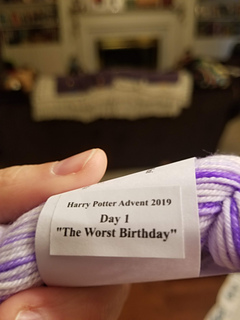 Harry Potter Advent 2019
Day 1
"The Worst Birthday"